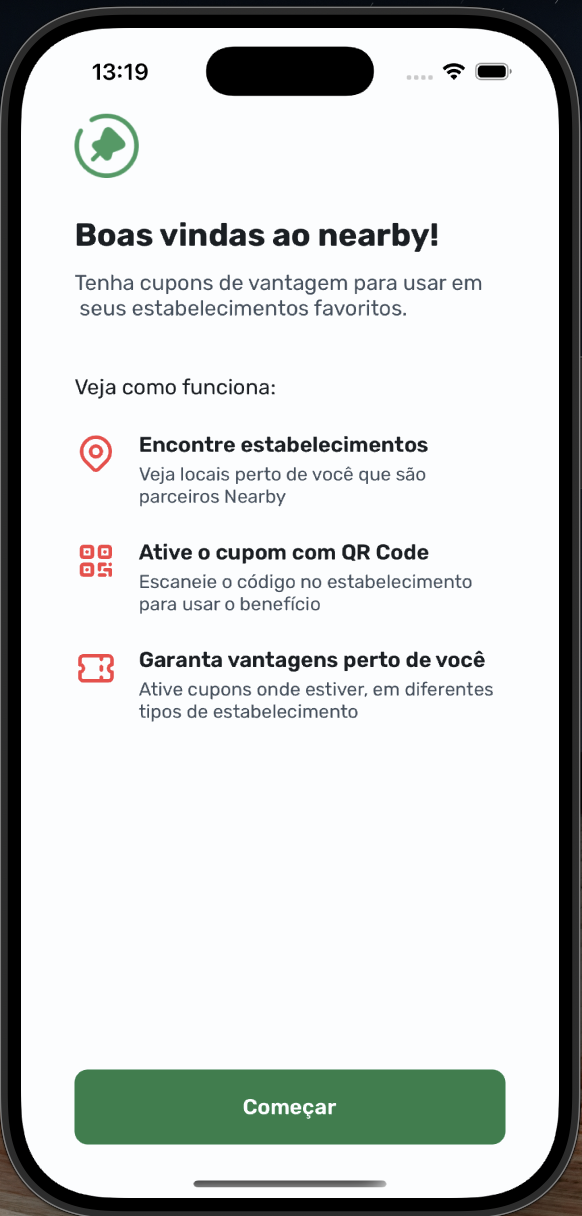 13:19
Boas vindas ao nearby!
Tenha cupons de vantagem para usar em
seus estabelecimentos favoritos.
Veja como funciona:
Encontre estabelecimentos
Veja locais perto de você que são
parceiros Nearby
Ative o cupom com QR Code
Escaneie o código no estabelecimento
para usar o benefício
Garanta vantagens perto de você
Ative cupons onde estiver, em diferentes
tipos de estabelecimento
Começar